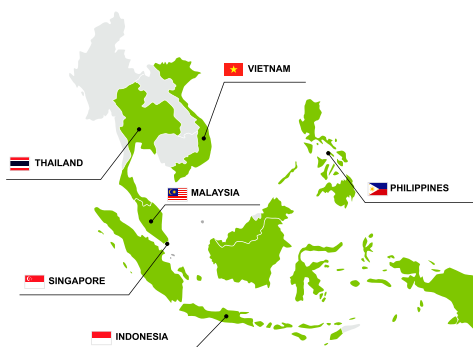 VIETNAM
THAILAND
MALAYSIA
PHILIPPINES
SINGAPORE
INDONESIA